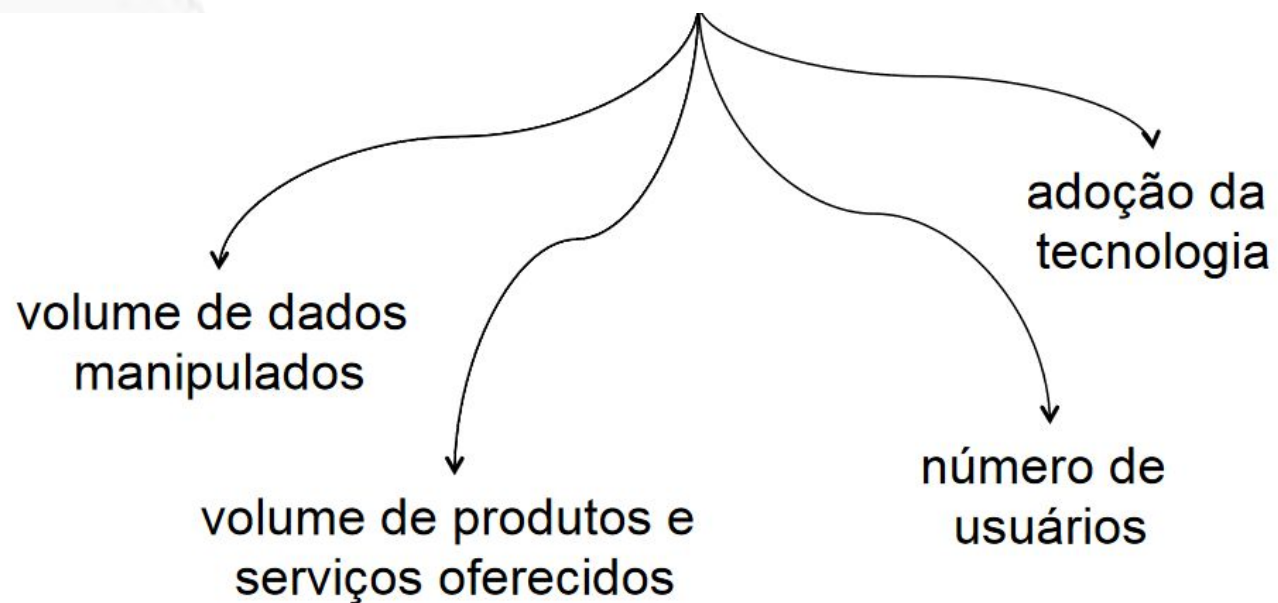 adoção da
tecnologia
volume de dados
manipulados
número de
usuários
volume de produtos e
serviços oferecidos